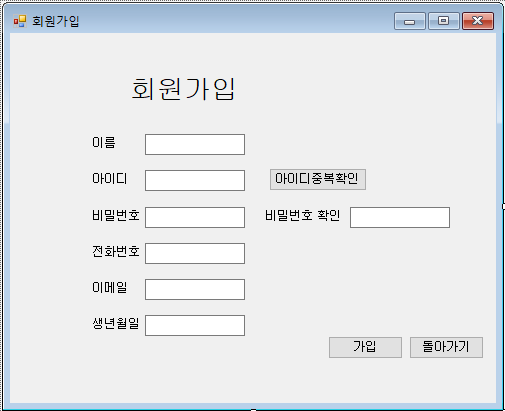 회원가입
회원가입
이름
아이디 아이디중복확인
비밀번호 비밀번호 확인
전화번호
이메일
생년월일
가입 돌아가기